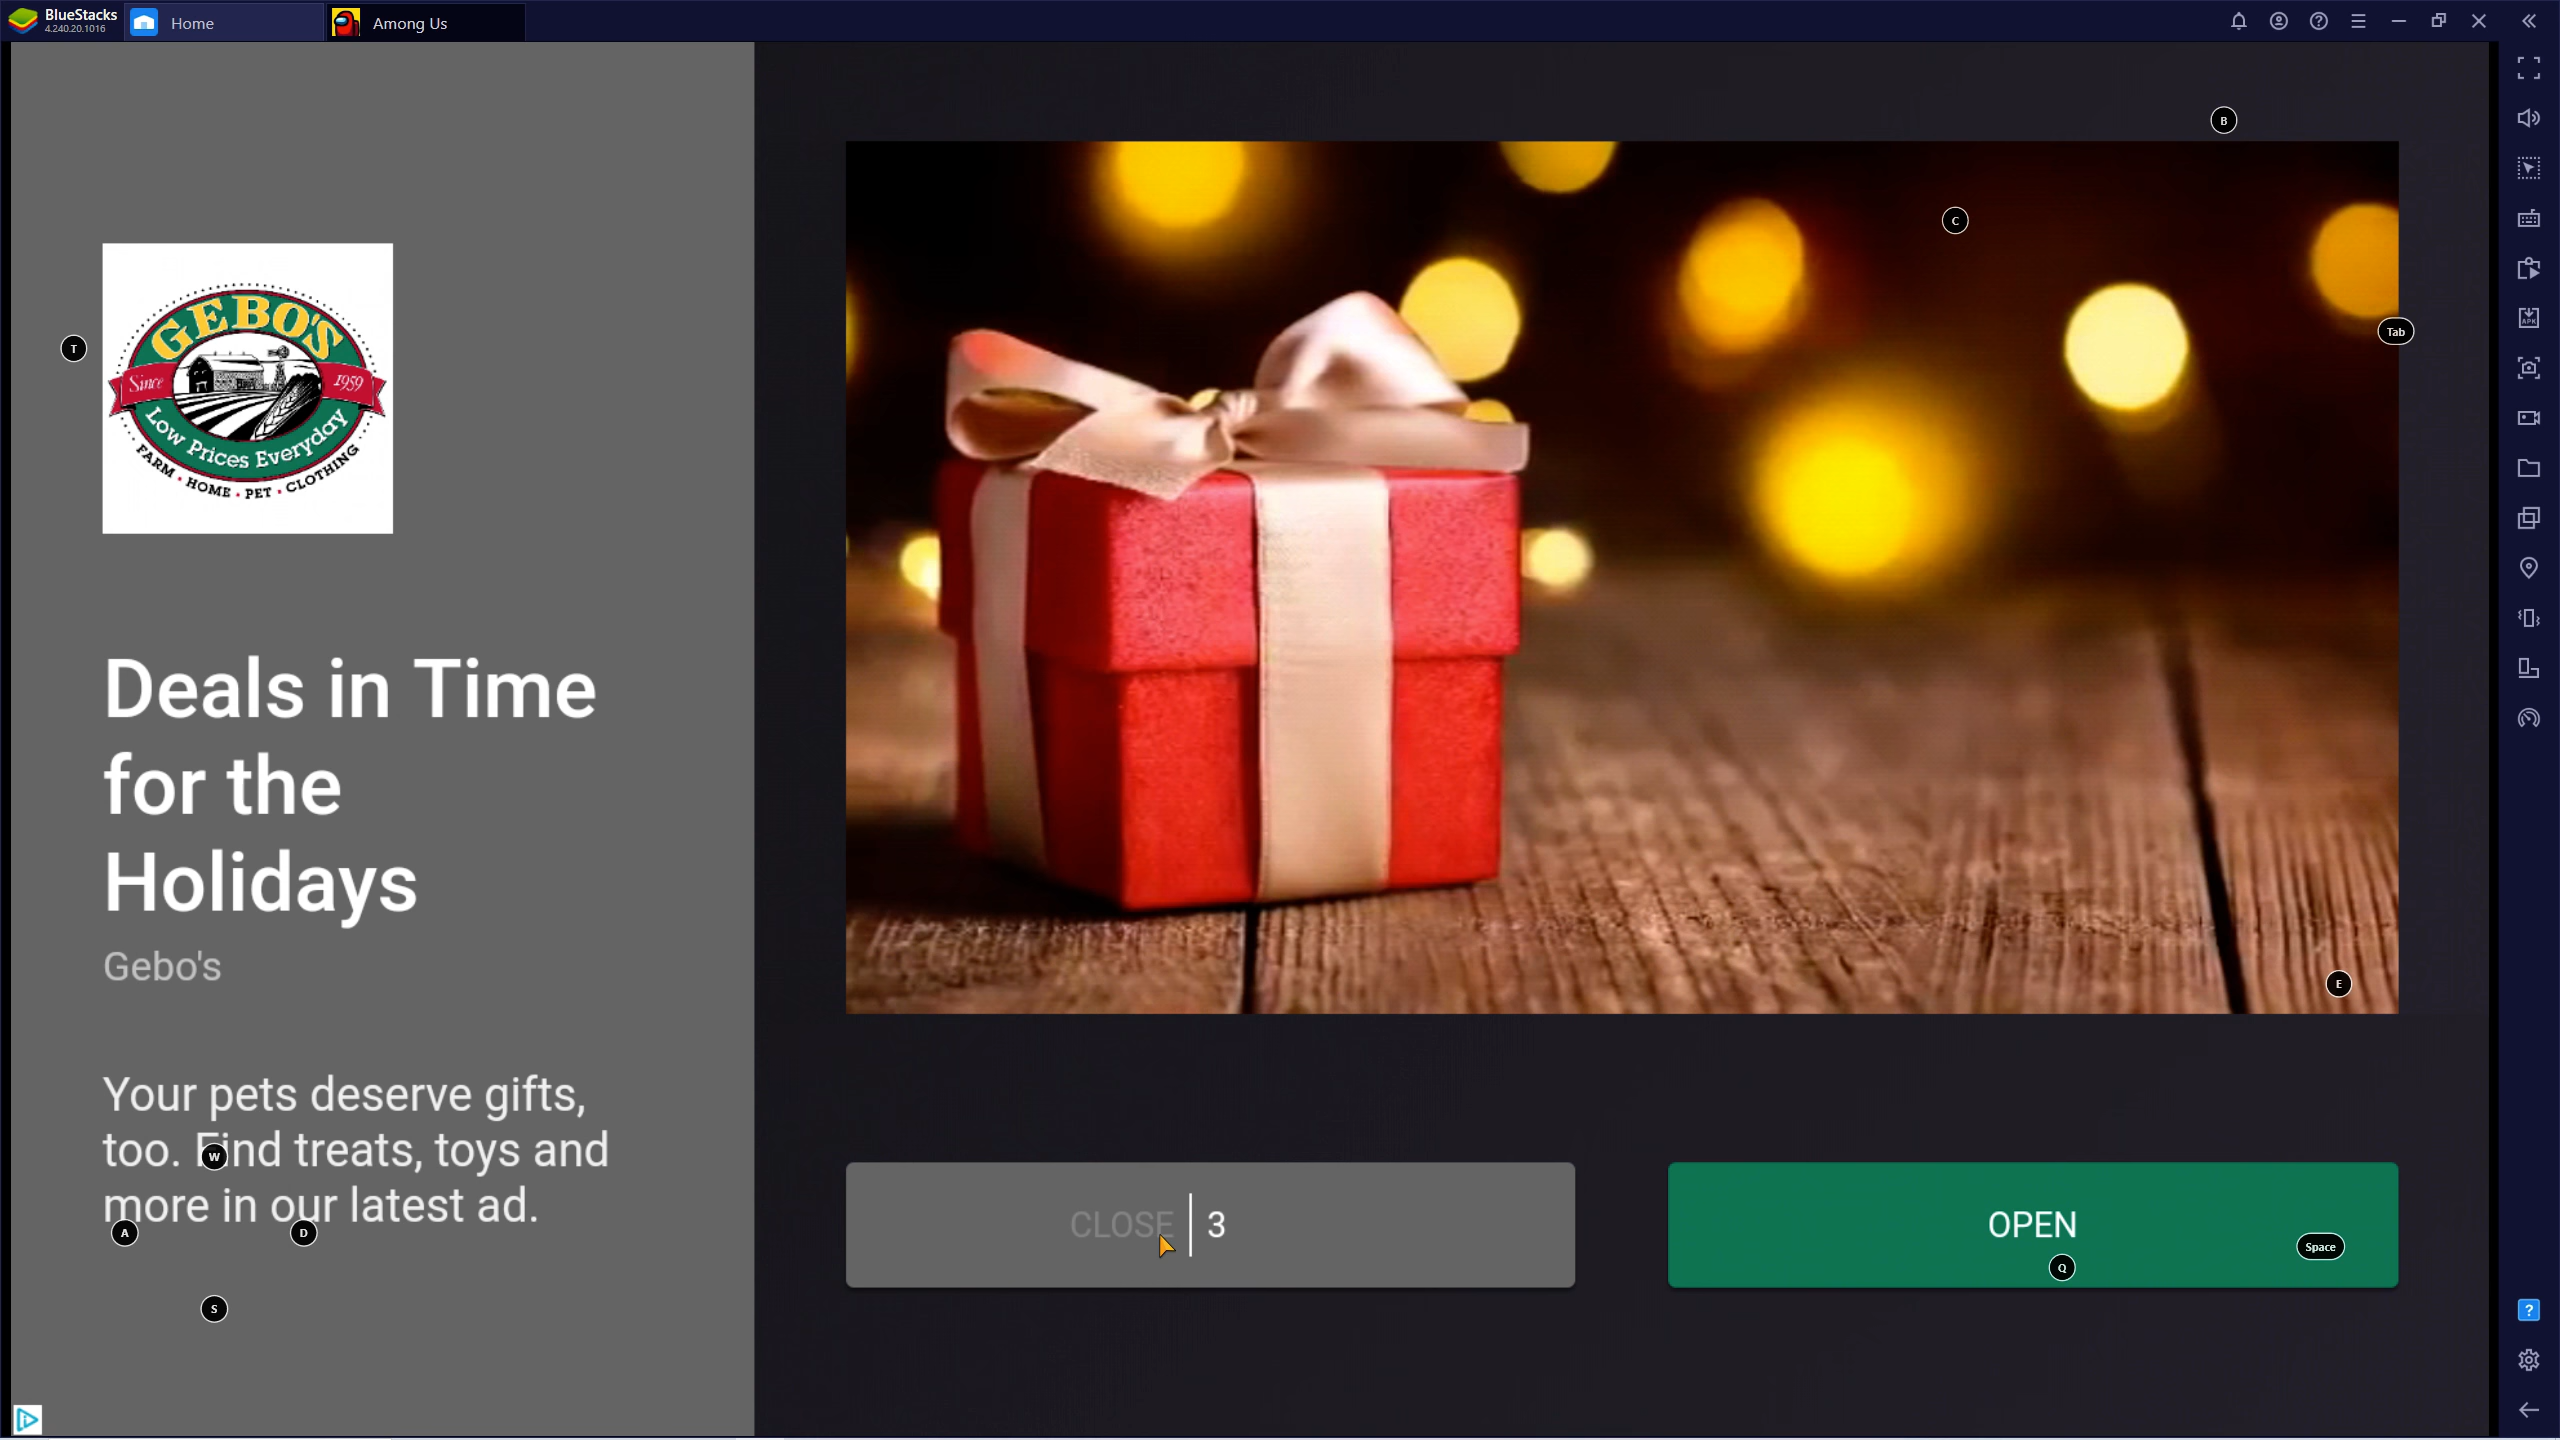 BlueStacks
4.240.20.1016
Home
Among Us
B
C
Tab
T
GEBO'S
Since 1959
Low Prices Everyday
FARM • HOME • PET • CLOTHING
Deals in Time
for the
Holidays
Gebo's
E
Your pets deserve gifts,
too. Find treats, toys and
W
more in our latest ad.
A
D
S
CLOSE
3
OPEN
Space
Q
APK
?